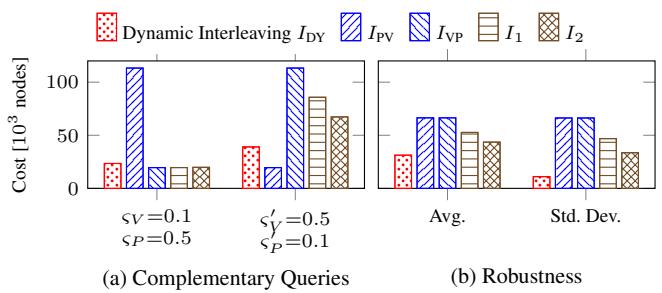 Dynamic Interleaving I_DY I_PV I_VP I_1 I_2
Cost [10^3 nodes]
100
50
0
ς_V=0.1
ς_P=0.5
ς′_V=0.5
ς′_P=0.1
Avg.
Std. Dev.
(a) Complementary Queries
(b) Robustness